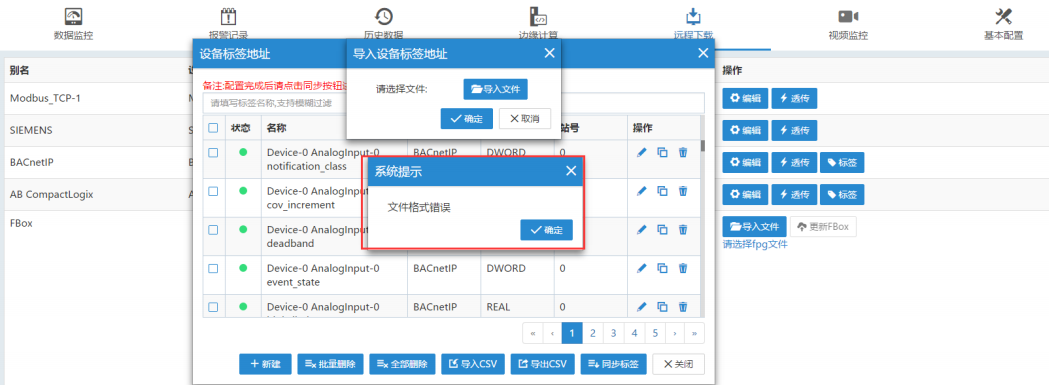 数据监控
报警记录
历史数据
边缘计算
远程下载
视频监控
基本配置
别名
操作
Modbus_TCP-1
编辑
透传
SIEMENS
编辑
透传
BACnetIP
编辑
透传
标签
AB CompactLogix
编辑
透传
标签
FBox
导入文件
更新FBox
请选择fpg文件
设备标签地址
备注:配置完成后请点击同步按钮
请填写标签名称,支持模糊过滤
状态
名称
站号
操作
Device-0 AnalogInput-0
notification_class
BACnetIP
DWORD
0
Device-0 AnalogInput-0
cov_increment
Device-0 AnalogInput-0
deadband
Device-0 AnalogInput-0
event_state
BACnetIP
DWORD
0
Device-0 AnalogInput-0
BACnetIP
REAL
0
« ‹ 1 2 3 4 5 › »
新建
批量删除
全部删除
导入CSV
导出CSV
同步标签
关闭
导入设备标签地址
请选择文件:
导入文件
确定
取消
系统提示
文件格式错误
确定